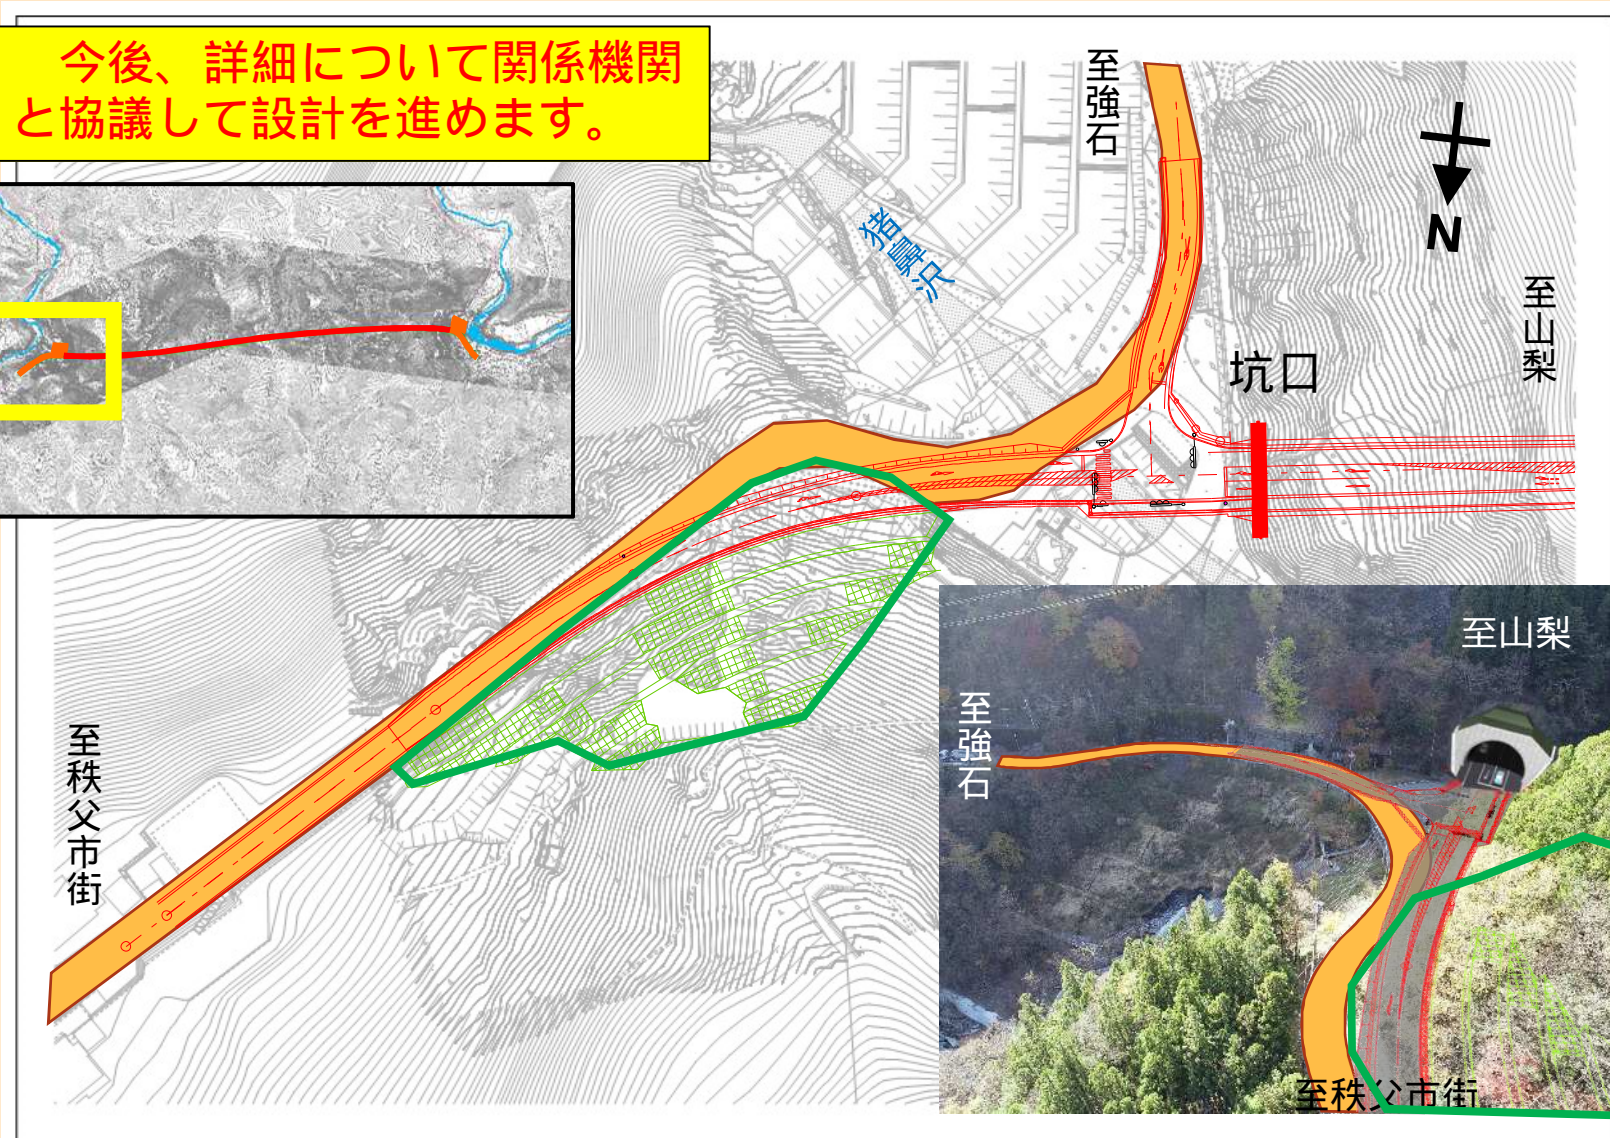 今後、詳細について関係機関
と協議して設計を進めます。
至強石
猪鼻沢
N
至山梨
坑口
至秩父市街
至山梨
至強石
至秩父市街